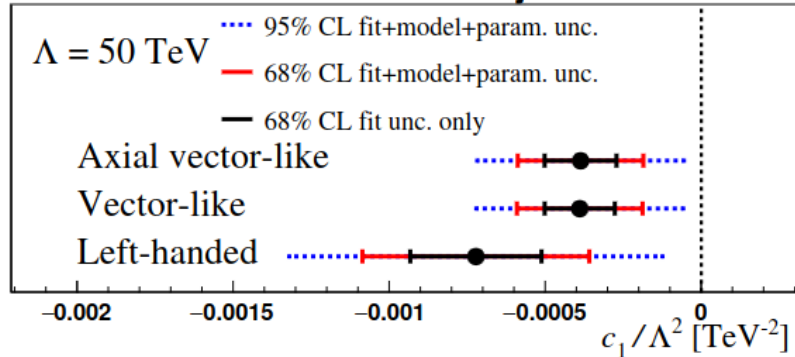 95% CL fit+model+param. unc.
Λ = 50 TeV
68% CL fit+model+param. unc.
68% CL fit unc. only
Axial vector-like
Vector-like
Left-handed
−0.002 −0.0015 −0.001 −0.0005 0
c₁/Λ² [TeV⁻²]